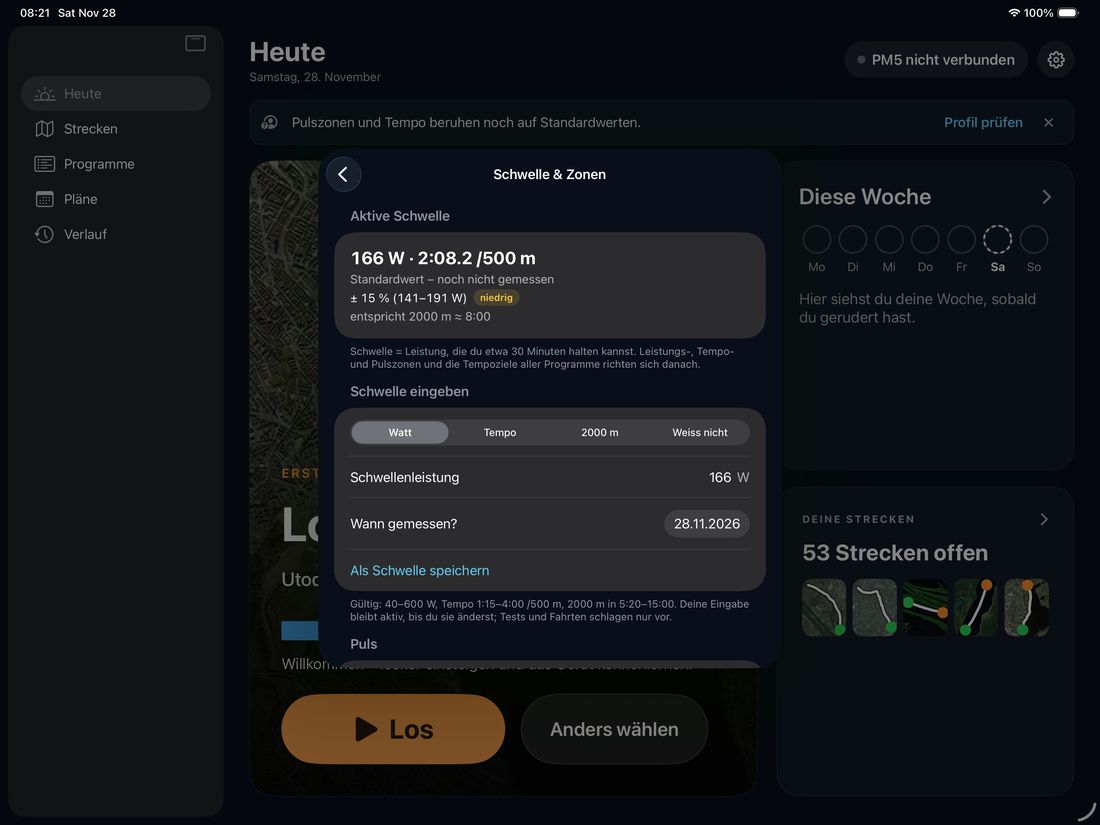 08:21 Sat Nov 28
100%
Heute
Strecken
Programme
Pläne
Verlauf
Heute
Samstag, 28. November
PM5 nicht verbunden
Pulszonen und Tempo beruhen noch auf Standardwerten.
Profil prüfen
Schwelle & Zonen
Aktive Schwelle
166 W · 2:08.2 /500 m
Standardwert – noch nicht gemessen
± 15 % (141–191 W) niedrig
entspricht 2000 m ≈ 8:00
Schwelle = Leistung, die du etwa 30 Minuten halten kannst. Leistungs-, Tempo-
und Pulszonen und die Tempoziele aller Programme richten sich danach.
Schwelle eingeben
Watt Tempo 2000 m Weiss nicht
Schwellenleistung 166 W
Wann gemessen? 28.11.2026
Als Schwelle speichern
Gültig: 40–600 W, Tempo 1:15–4:00 /500 m, 2000 m in 5:20–15:00. Deine Eingabe
bleibt aktiv, bis du sie änderst; Tests und Fahrten schlagen nur vor.
Puls
Los
Anders wählen
Diese Woche
Mo Di Mi Do Fr Sa So
Hier siehst du deine Woche, sobald
du gerudert hast.
DEINE STRECKEN
53 Strecken offen